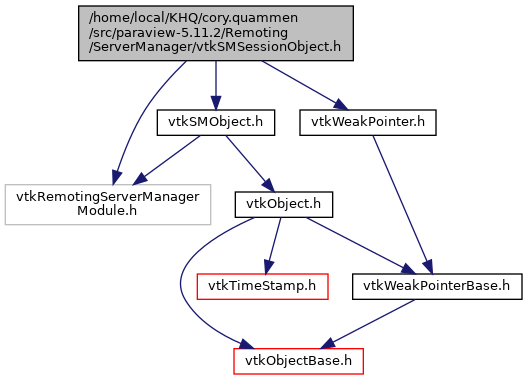 /home/local/KHQ/cory.quammen
/src/paraview-5.11.2/Remoting
/ServerManager/vtkSMSessionObject.h
vtkSMObject.h
vtkWeakPointer.h
vtkRemotingServerManager
Module.h
vtkObject.h
vtkTimeStamp.h
vtkWeakPointerBase.h
vtkObjectBase.h